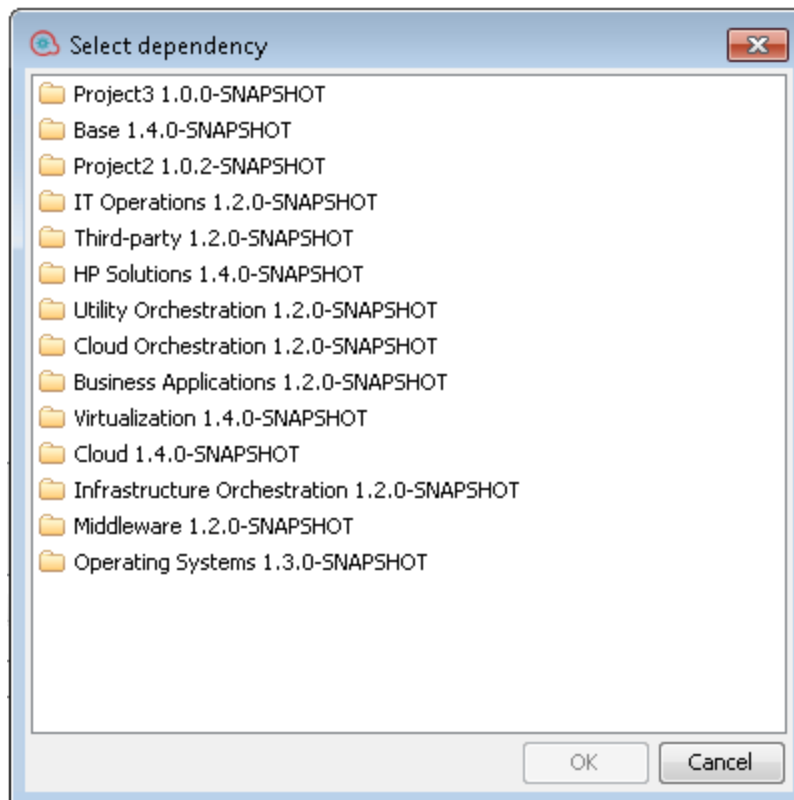 Select dependency
Project3 1.0.0-SNAPSHOT
Base 1.4.0-SNAPSHOT
Project2 1.0.2-SNAPSHOT
IT Operations 1.2.0-SNAPSHOT
Third-party 1.2.0-SNAPSHOT
HP Solutions 1.4.0-SNAPSHOT
Utility Orchestration 1.2.0-SNAPSHOT
Cloud Orchestration 1.2.0-SNAPSHOT
Business Applications 1.2.0-SNAPSHOT
Virtualization 1.4.0-SNAPSHOT
Cloud 1.4.0-SNAPSHOT
Infrastructure Orchestration 1.2.0-SNAPSHOT
Middleware 1.2.0-SNAPSHOT
Operating Systems 1.3.0-SNAPSHOT
OK Cancel